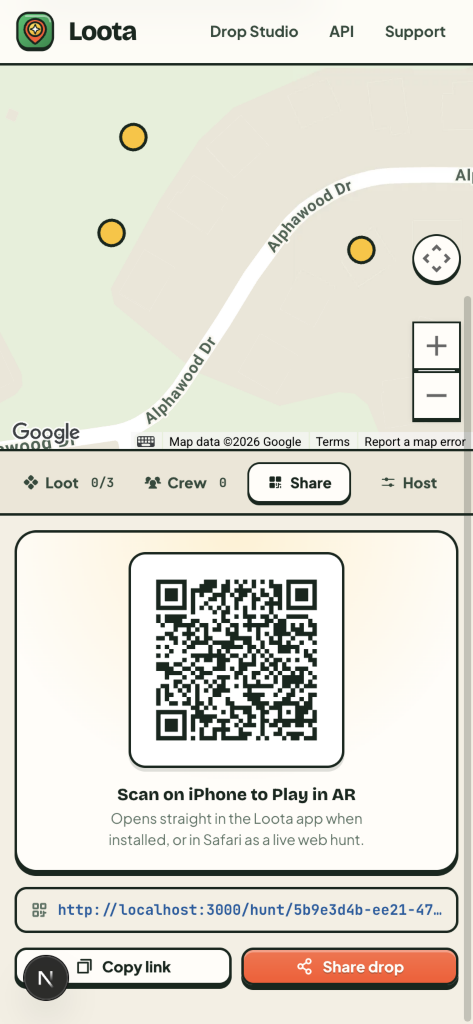 Loota
Drop Studio
API
Support
Alphawood Dr
Alphawood Dr
Google
Map data ©2026 Google
Terms
Report a map error
Loot 0/3
Crew 0
Share
Host
Scan on iPhone to Play in AR
Opens straight in the Loota app when
installed, or in Safari as a live web hunt.
http://localhost:3000/hunt/5b9e3d4b-ee21-47…
Copy link
Share drop
N